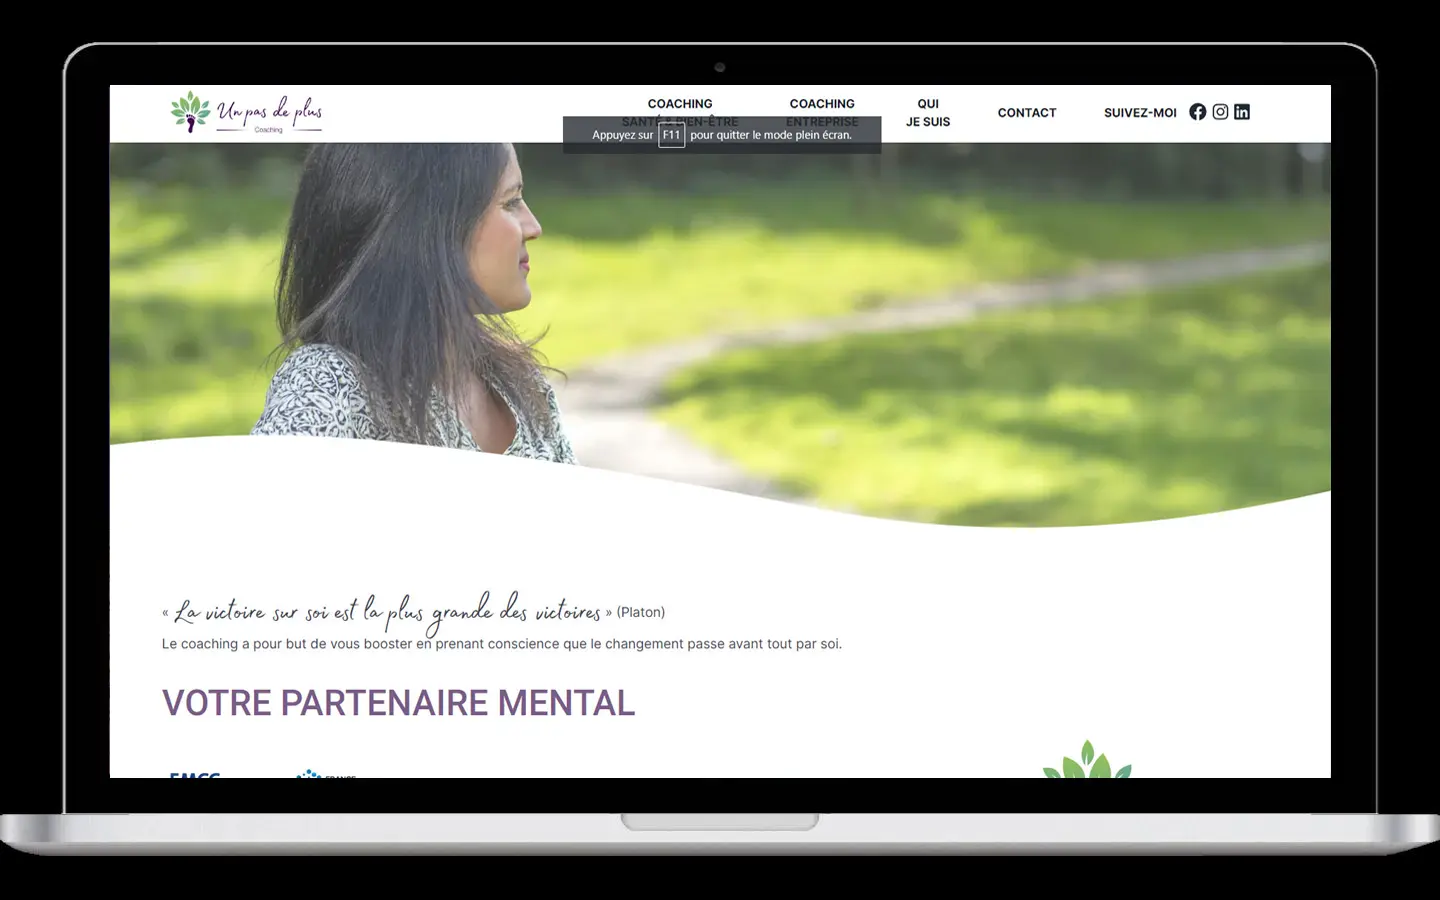 Un pas de plus
Coaching
COACHING
SANTÉ & BIEN-ÊTRE
COACHING
ENTREPRISE
QUI
JE SUIS
CONTACT
SUIVEZ-MOI
Appuyez sur F11 pour quitter le mode plein écran.
« La victoire sur soi est la plus grande des victoires » (Platon)
Le coaching a pour but de vous booster en prenant conscience que le changement passe avant tout par soi.
VOTRE PARTENAIRE MENTAL
EMCC
FRANCE